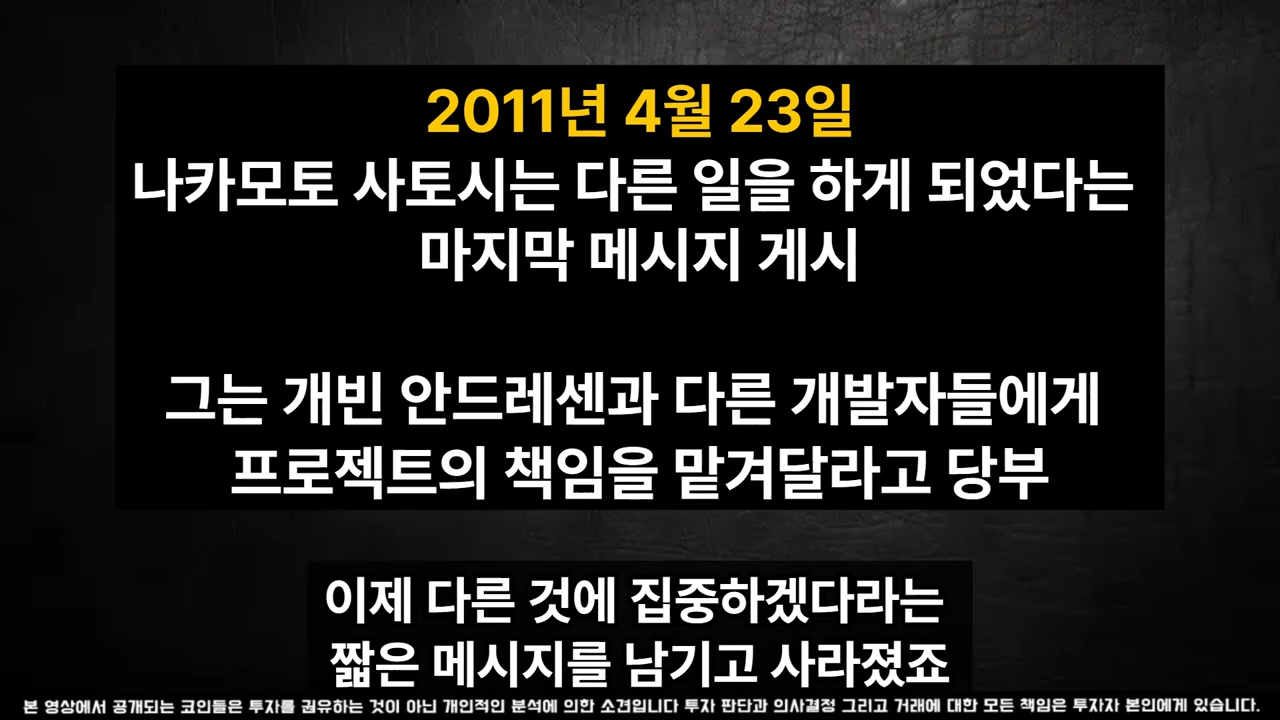 2011년 4월 23일
나카모토 사토시는 다른 일을 하게 되었다는
마지막 메시지 게시
그는 개빈 안드레센과 다른 개발자들에게
프로젝트의 책임을 맡겨달라고 당부
이제 다른 것에 집중하겠다라는
짧은 메시지를 남기고 사라졌죠
본 영상에서 공개되는 코인들은 투자를 권유하는 것이 아닌 개인적인 분석에 의한 소견입니다 투자 판단과 의사결정 그리고 거래에 대한 모든 책임은 투자자 본인에게 있습니다.